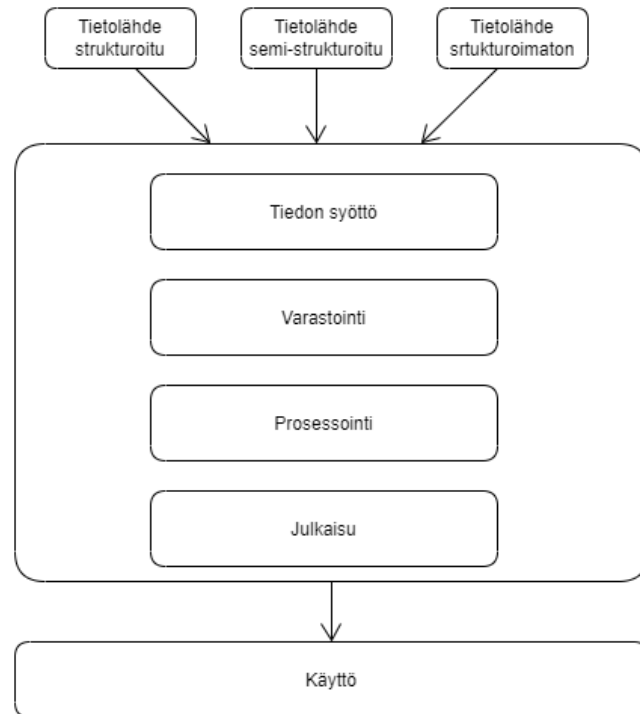 Tietolähde
strukturoitu
Tietolähde
semi-strukturoitu
Tietolähde
srtukturoimaton
Tiedon syöttö
Varastointi
Prosessointi
Julkaisu
Käyttö